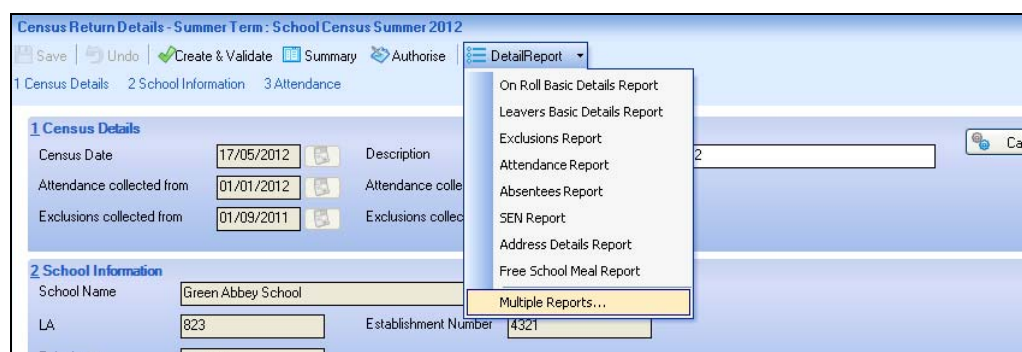 Census Return Details - Summer Term : School Census Summer 2012
Save Undo Create & Validate Summary Authorise DetailReport
1 Census Details 2 School Information 3 Attendance
On Roll Basic Details Report
Leavers Basic Details Report
Exclusions Report
Attendance Report
Absentees Report
SEN Report
Address Details Report
Free School Meal Report
Multiple Reports...
1 Census Details
Census Date 17/05/2012 Description 2 Ca
Attendance collected from 01/01/2012 Attendance colle
Exclusions collected from 01/09/2011 Exclusions collec
2 School Information
School Name Green Abbey School
LA 823 Establishment Number 4321